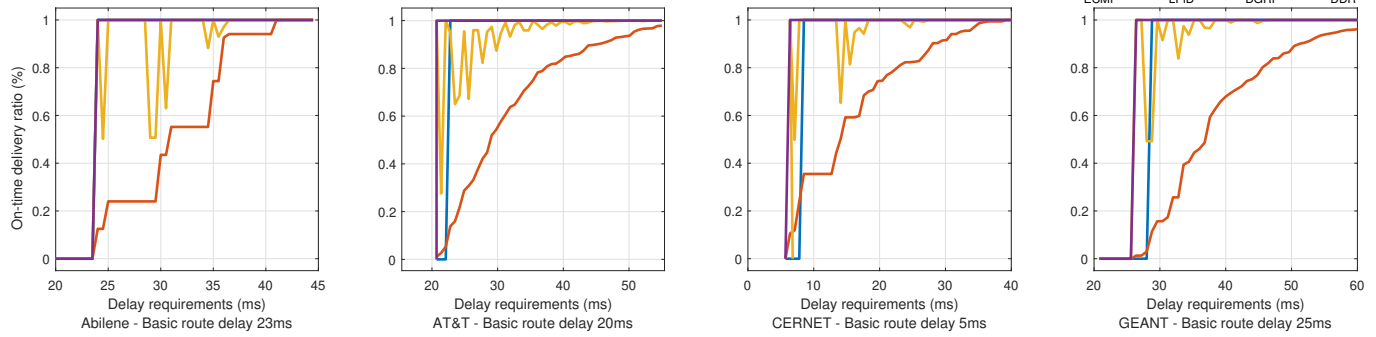 On-time delivery ratio (%)
1
0.8
0.6
0.4
0.2
0
20 25 30 35 40 45
Delay requirements (ms)
Abilene - Basic route delay 23ms
1
0.8
0.6
0.4
0.2
0
20 30 40 50
Delay requirements (ms)
AT&T - Basic route delay 20ms
1
0.8
0.6
0.4
0.2
0
0 10 20 30 40
Delay requirements (ms)
CERNET - Basic route delay 5ms
1
0.8
0.6
0.4
0.2
0
20 30 40 50 60
Delay requirements (ms)
GEANT - Basic route delay 25ms